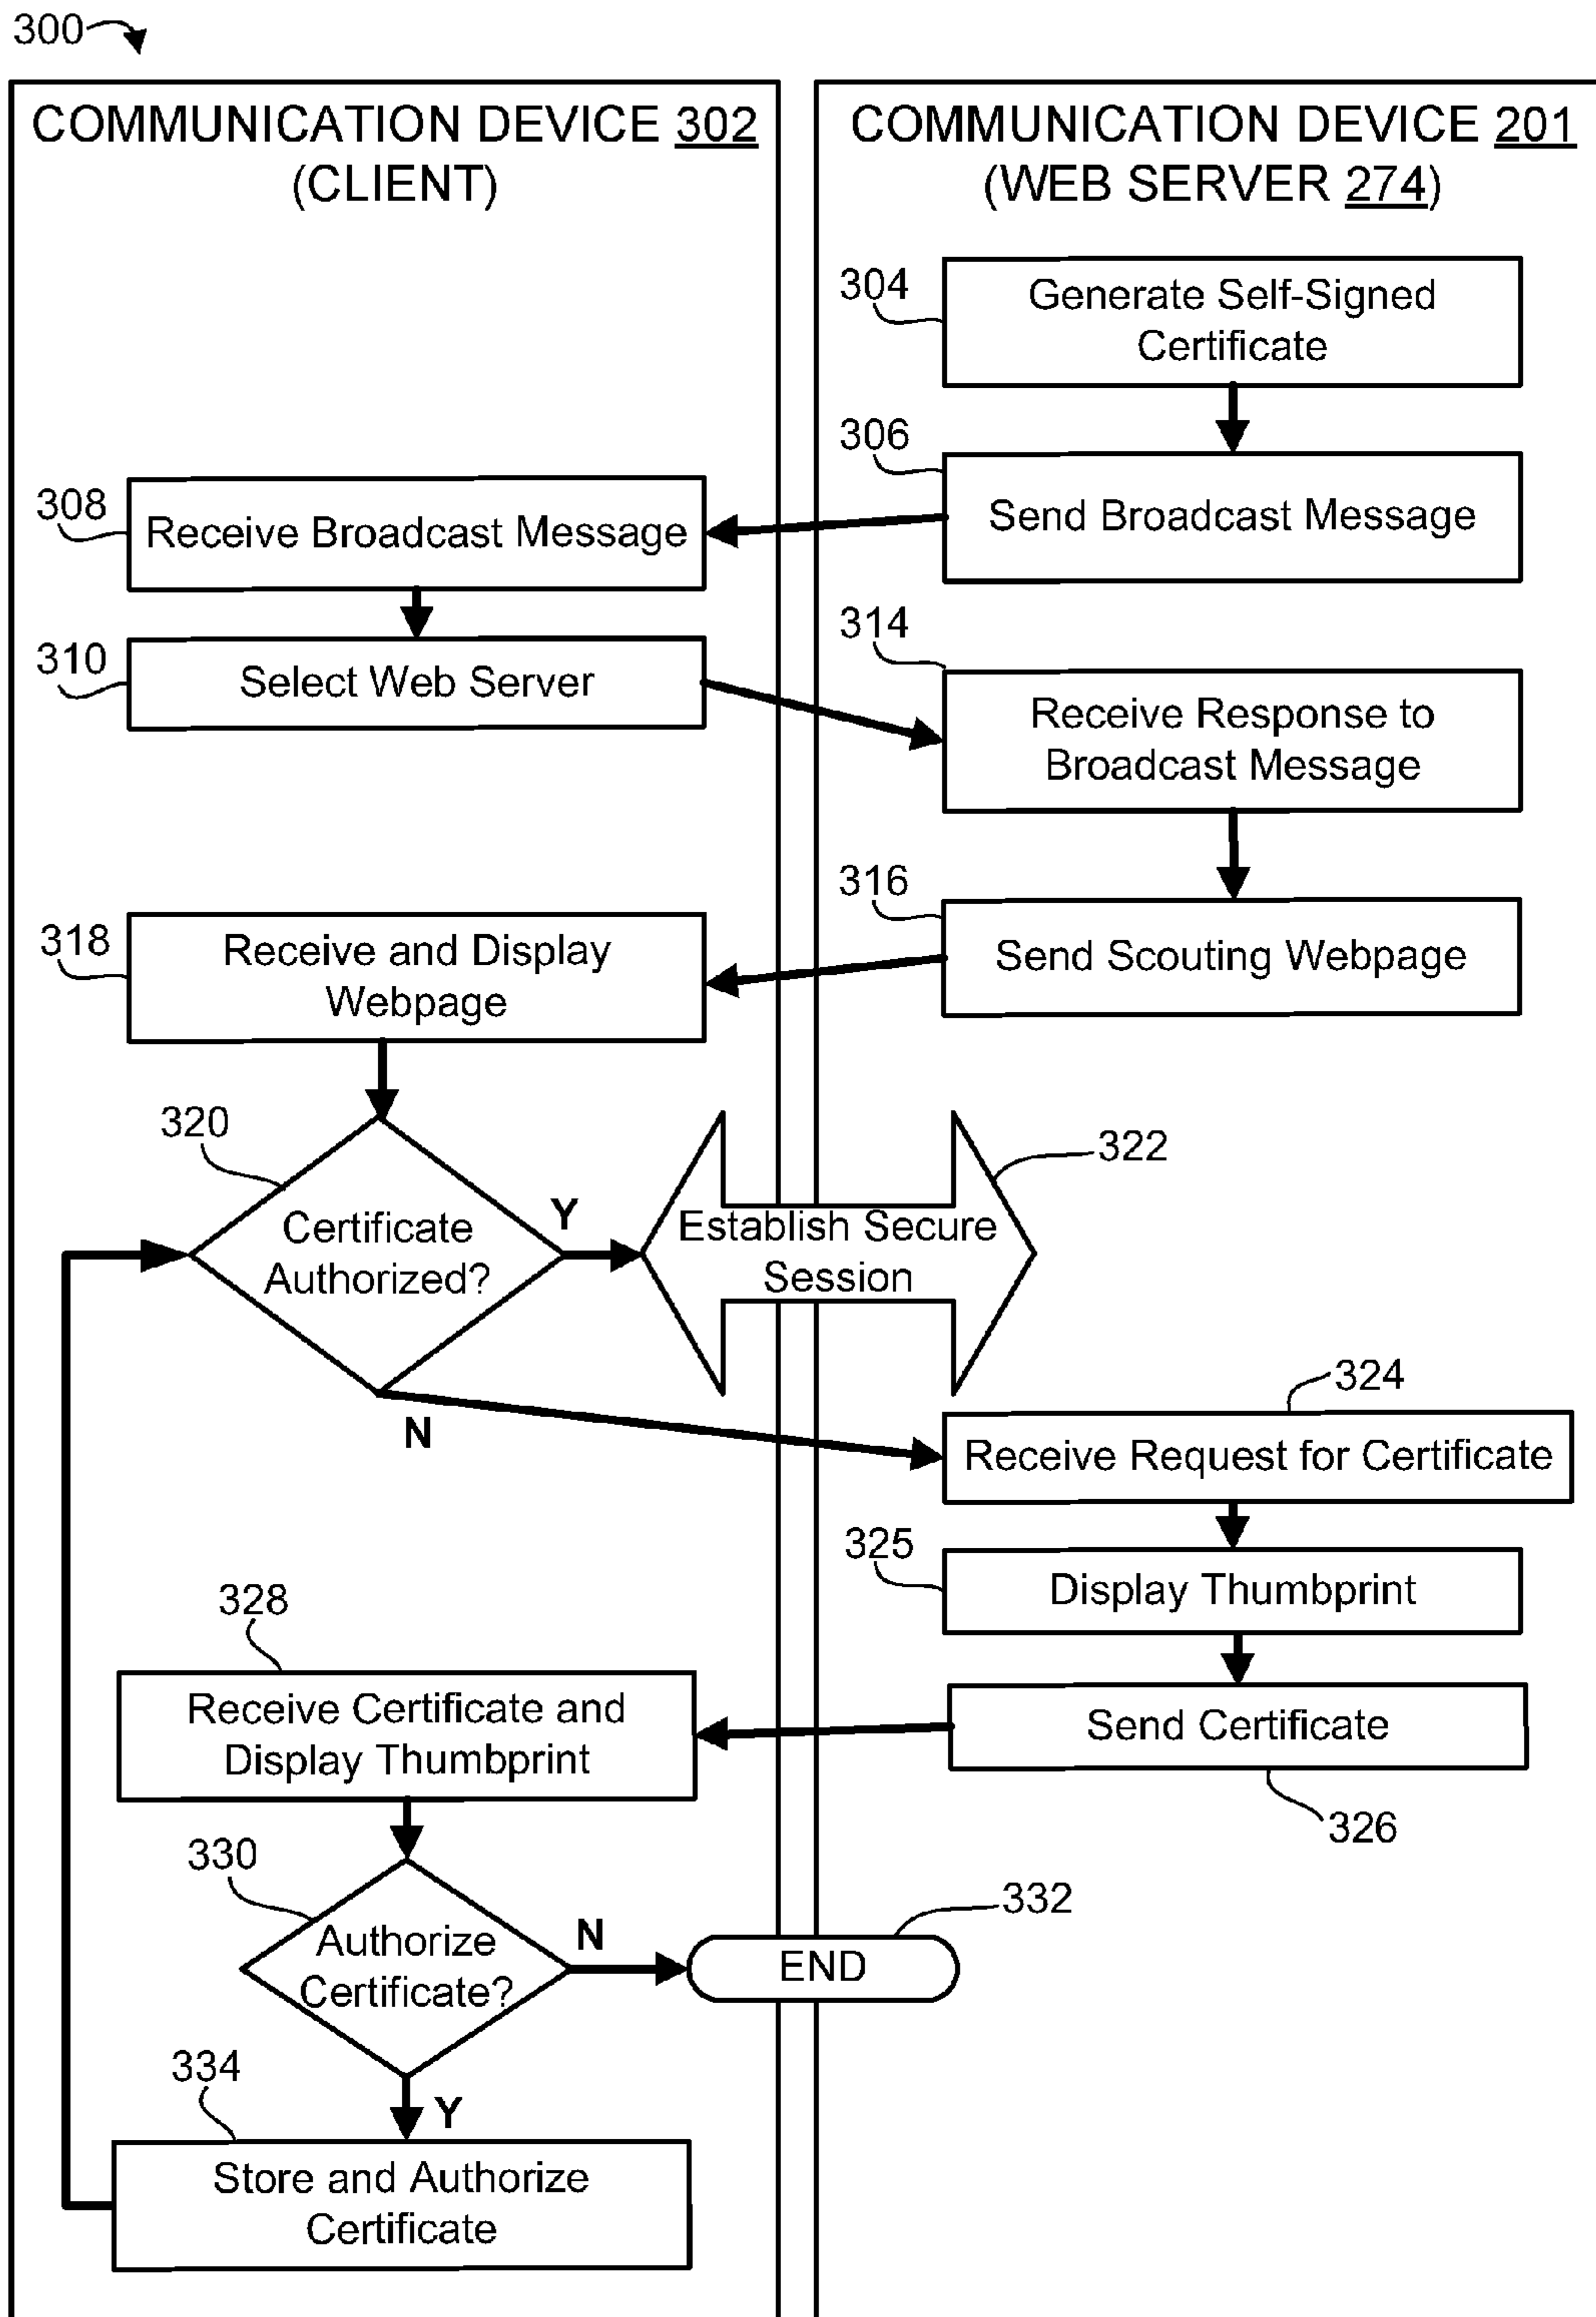 300
COMMUNICATION DEVICE 302
(CLIENT)
COMMUNICATION DEVICE 201
(WEB SERVER 274)
304
Generate Self-Signed
Certificate
306
Send Broadcast Message
308
Receive Broadcast Message
310
Select Web Server
314
Receive Response to
Broadcast Message
316
Send Scouting Webpage
318
Receive and Display
Webpage
320
Certificate
Authorized?
Y
Establish Secure
Session
322
N
324
Receive Request for Certificate
325
Display Thumbprint
328
Receive Certificate and
Display Thumbprint
Send Certificate
326
330
Authorize
Certificate?
N
END
332
334
Y
Store and Authorize
Certificate